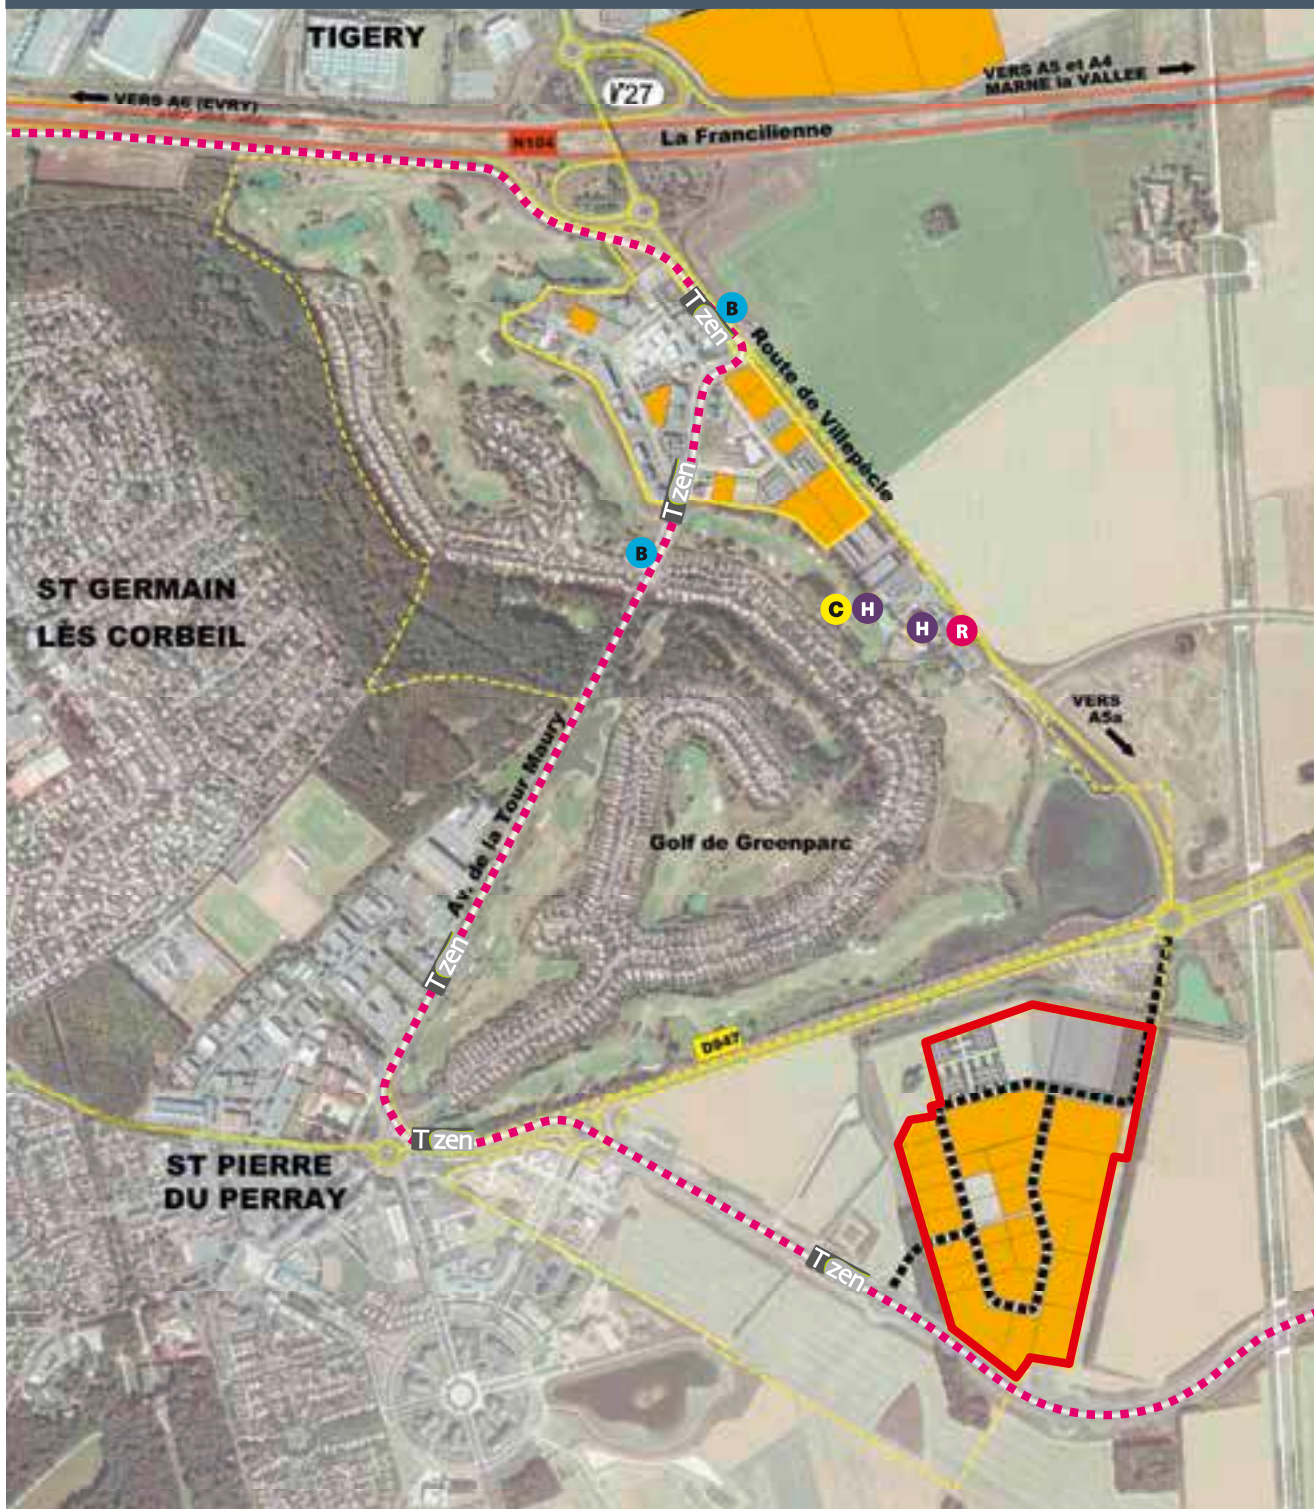 TIGERY
VERS A5 et A4
MARNE la VALLEE
27
VERS A6 (EVRY)
La Francilienne
N104
T zen
B
Route de Villepècle
T zen
B
ST GERMAIN
LÈS CORBEIL
C
H
H
R
VERS
A5a
Av. de la Tour Maury
Golf de Greenparc
T zen
D947
T zen
ST PIERRE
DU PERRAY
T zen